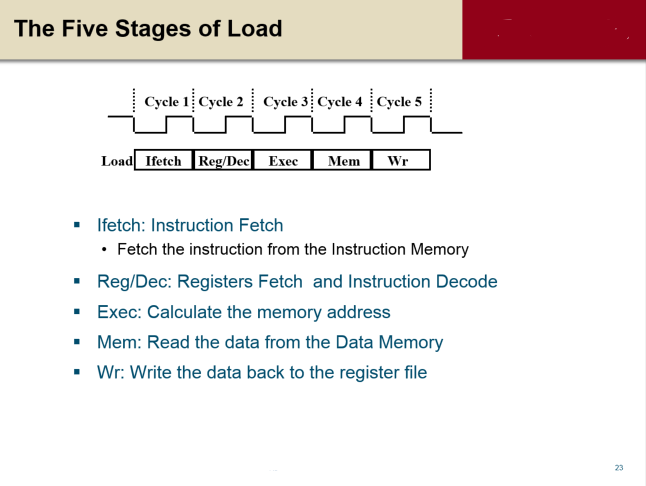 The Five Stages of Load
Cycle 1 Cycle 2 Cycle 3 Cycle 4 Cycle 5
Load Ifetch Reg/Dec Exec Mem Wr
▪ Ifetch: Instruction Fetch
• Fetch the instruction from the Instruction Memory
▪ Reg/Dec: Registers Fetch and Instruction Decode
▪ Exec: Calculate the memory address
▪ Mem: Read the data from the Data Memory
▪ Wr: Write the data back to the register file
23